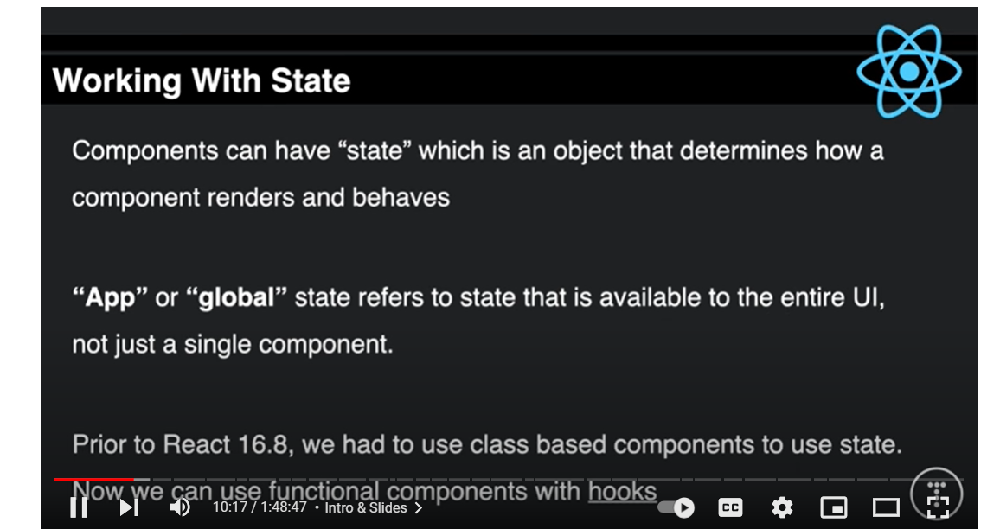 Working With State
Components can have “state” which is an object that determines how a
component renders and behaves
“App” or “global” state refers to state that is available to the entire UI,
not just a single component.
Prior to React 16.8, we had to use class based components to use state.
Now we can use functional components with hooks
10:17 / 1:48:47 • Intro & Slides
CC